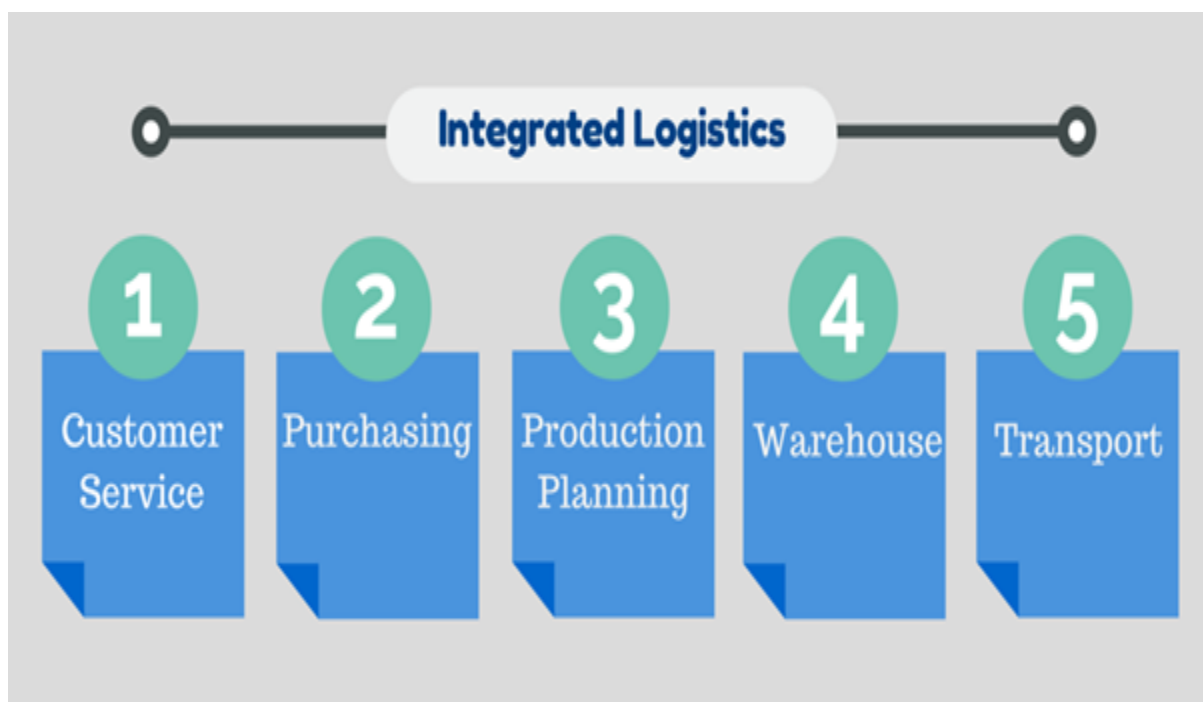 Integrated Logistics
1
2
3
4
5
Customer
Service
Purchasing
Production
Planning
Warehouse
Transport